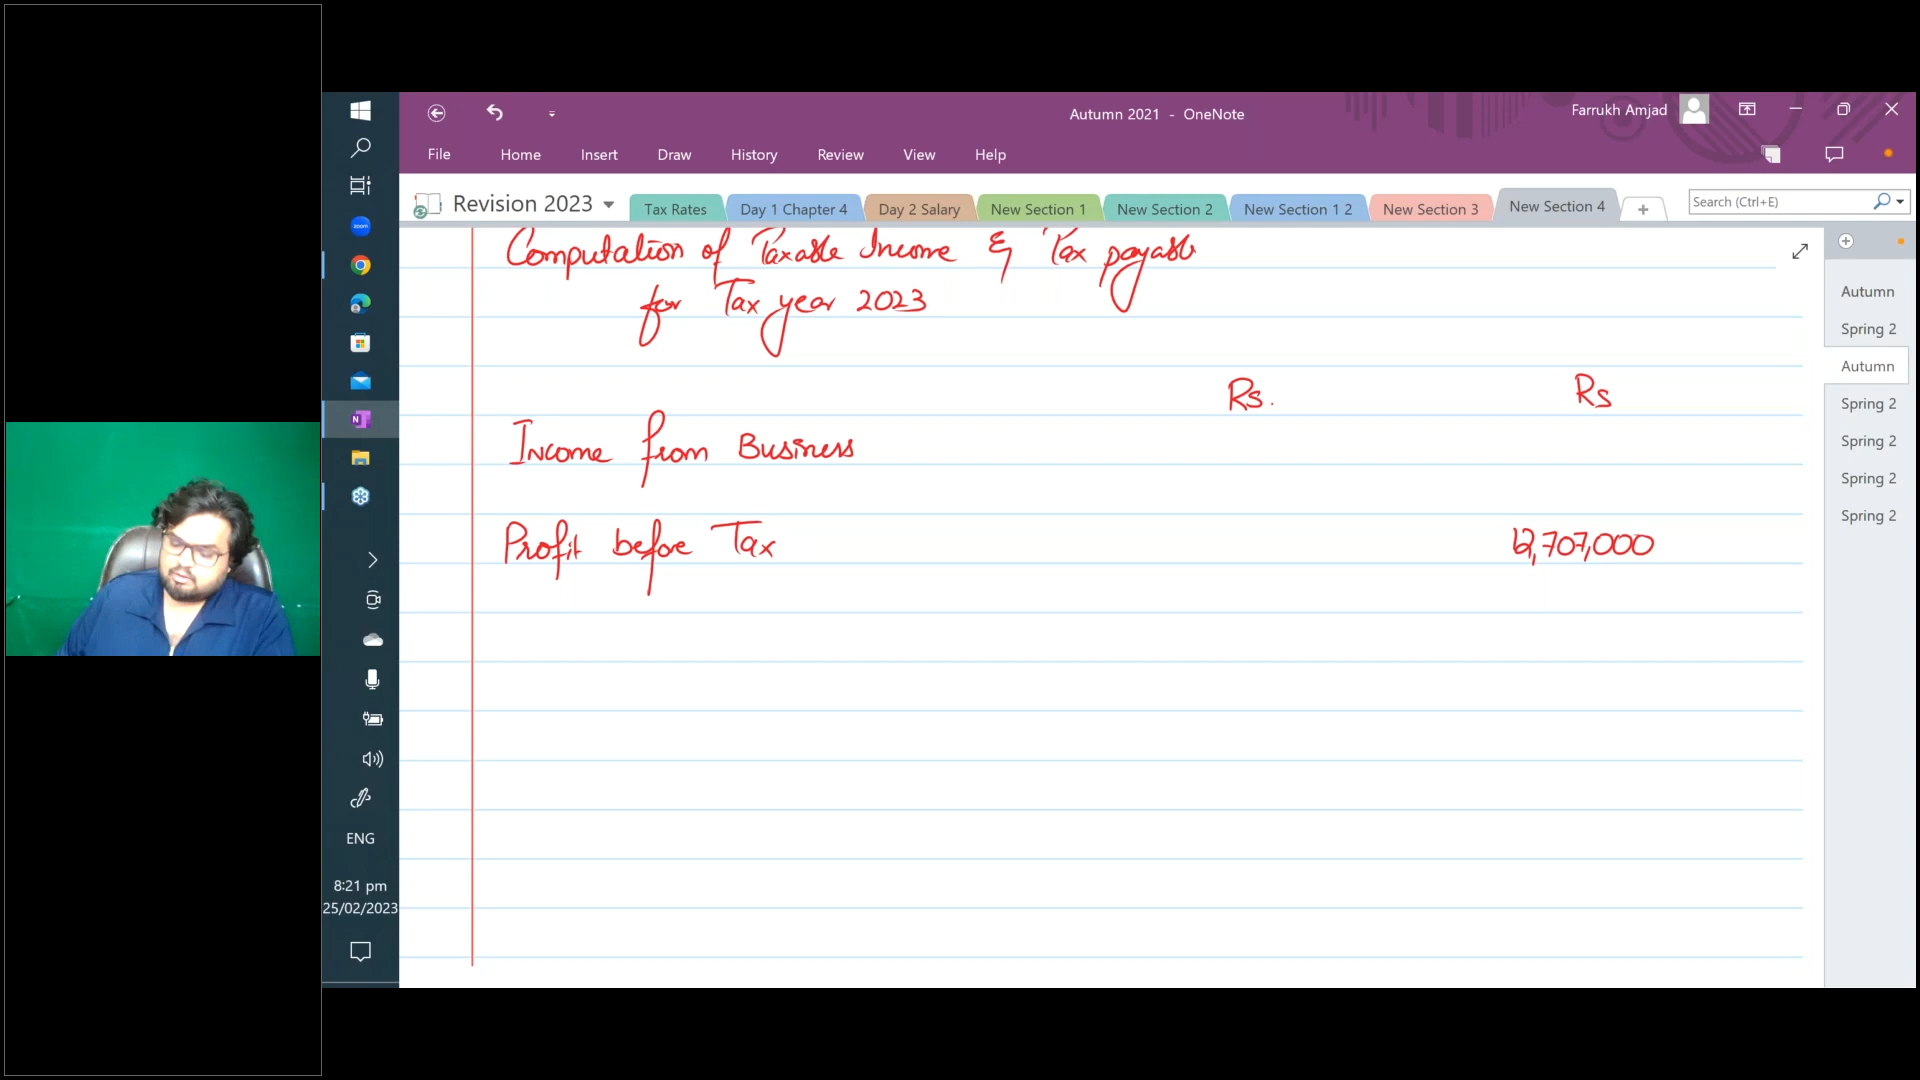 Autumn 2021 - OneNote
Farrukh Amjad
File Home Insert Draw History Review View Help
Revision 2023
Tax Rates Day 1 Chapter 4 Day 2 Salary New Section 1 New Section 2 New Section 1 2 New Section 3 New Section 4
Search (Ctrl+E)
Computation of Taxable Income & Tax payable
for Tax year 2023
Rs. Rs
Income from Business
Profit before Tax 12,707,000
Autumn
Spring 2
Autumn
Spring 2
Spring 2
Spring 2
Spring 2
zoom
N
ENG
8:21 pm
25/02/2023